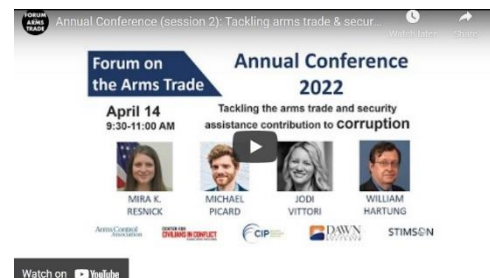 FORUM
ARMS
TRADE
Annual Conference (session 2): Tackling arms trade & secur...
Watch later
Share
Forum on
the Arms Trade
Annual Conference
2022
April 14
9:30-11:00 AM
Tackling the arms trade and security
assistance contribution to corruption
MIRA K.
RESNICK
MICHAEL
PICARD
JODI
VITTORI
WILLIAM
HARTUNG
Arms Control
Association
CENTER FOR
CIVILIANS IN CONFLICT
CIP
DAWN
STIMSON
Watch on YouTube